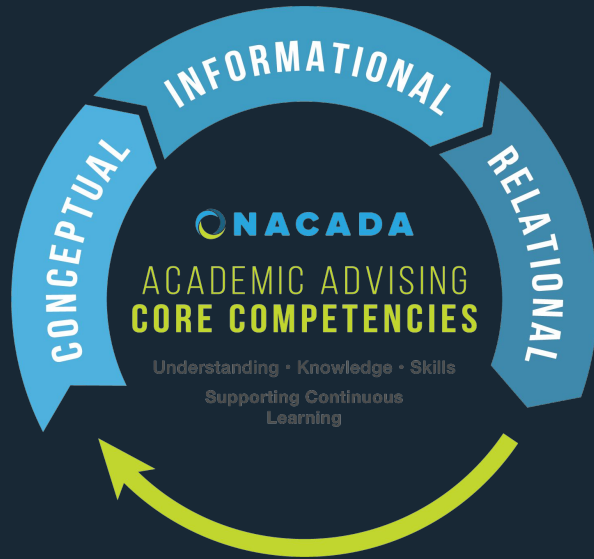 CONCEPTUAL
INFORMATIONAL
RELATIONAL
NACADA
ACADEMIC ADVISING
CORE COMPETENCIES
Understanding • Knowledge • Skills
Supporting Continuous
Learning